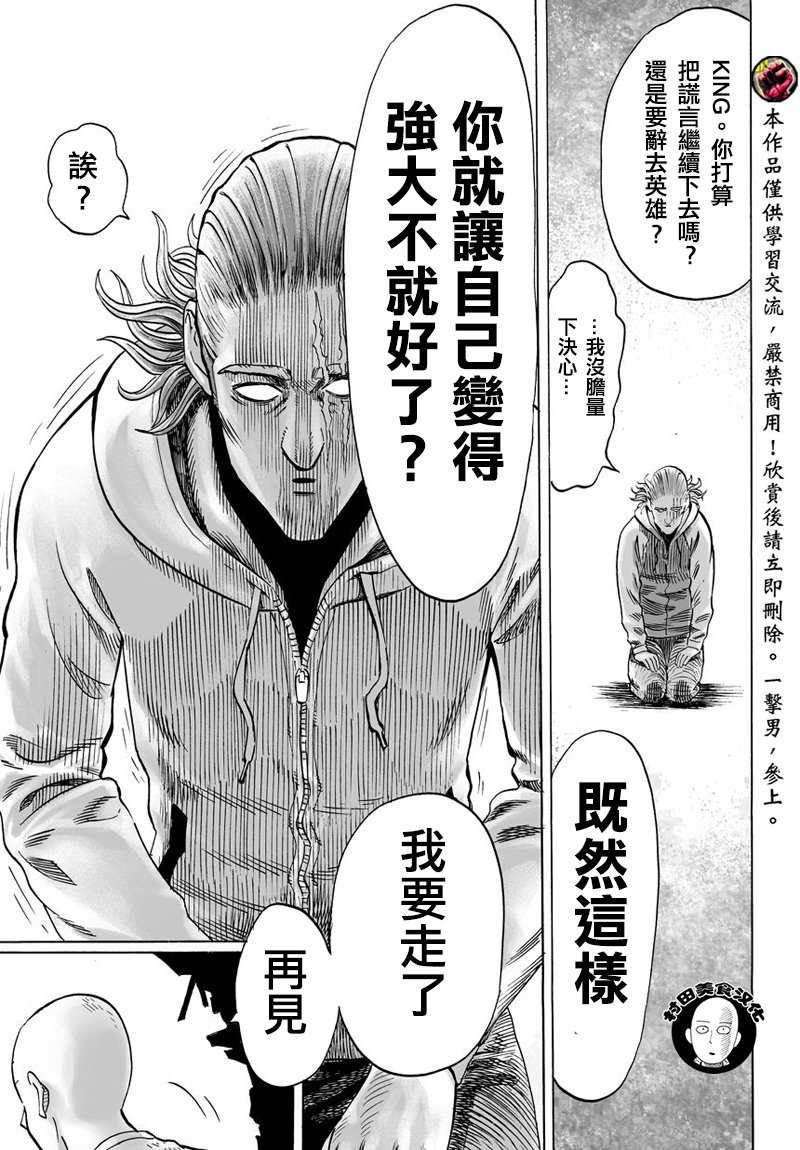 KING。你打算
把謊言繼續下去嗎？
還是要辭去英雄？
…我沒膽量
下決心…
既然這樣
你就讓自己變得
強大不就好了？
誒？
我要走了
再見
本作品僅供學習交流，嚴禁商用！欣賞後請立即刪除。一擊男，參上。
村田美食汉化